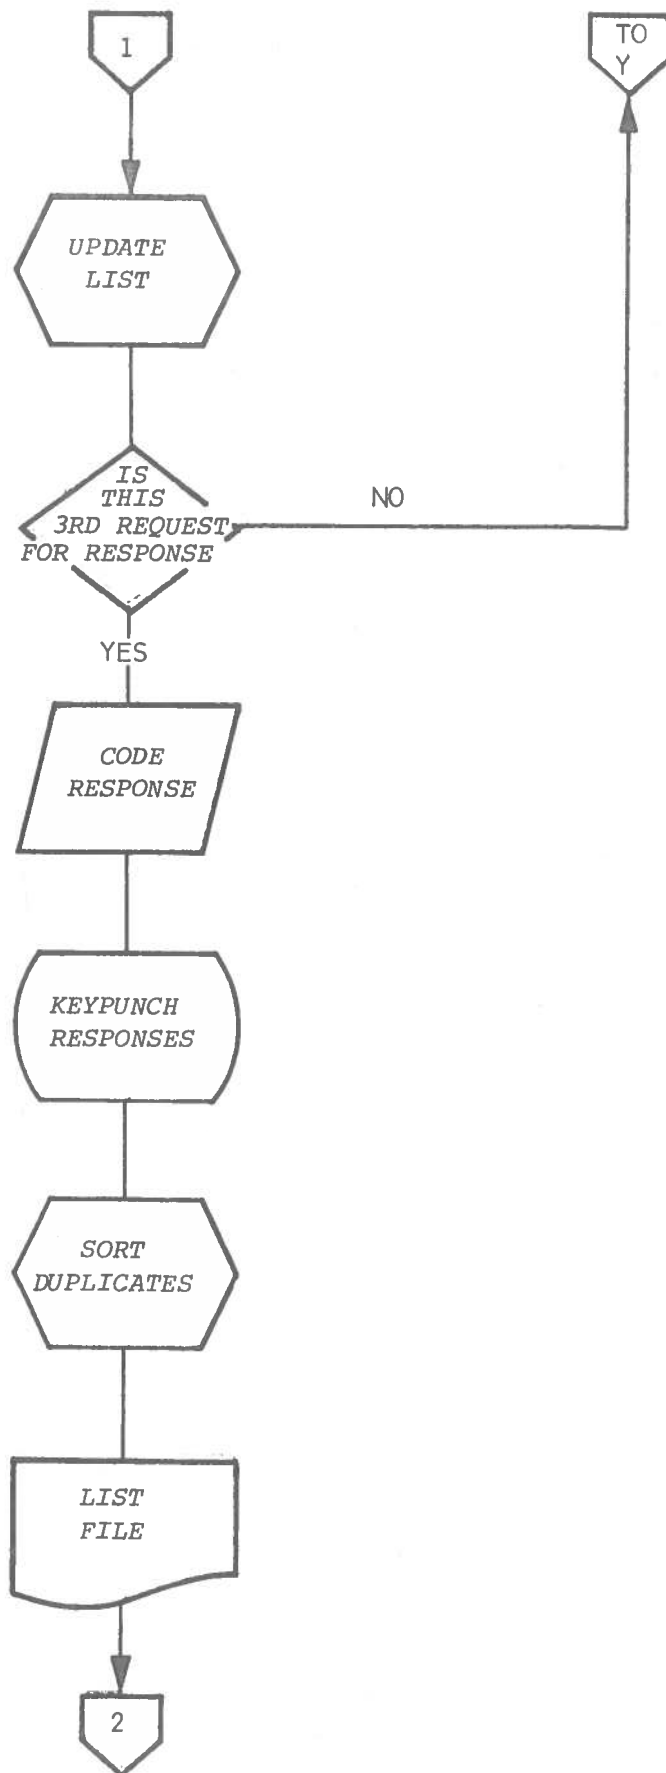 1
TO
Y
UPDATE
LIST
IS
THIS
3RD REQUEST
FOR RESPONSE
NO
YES
CODE
RESPONSE
KEYPUNCH
RESPONSES
SORT
DUPLICATES
LIST
FILE
2